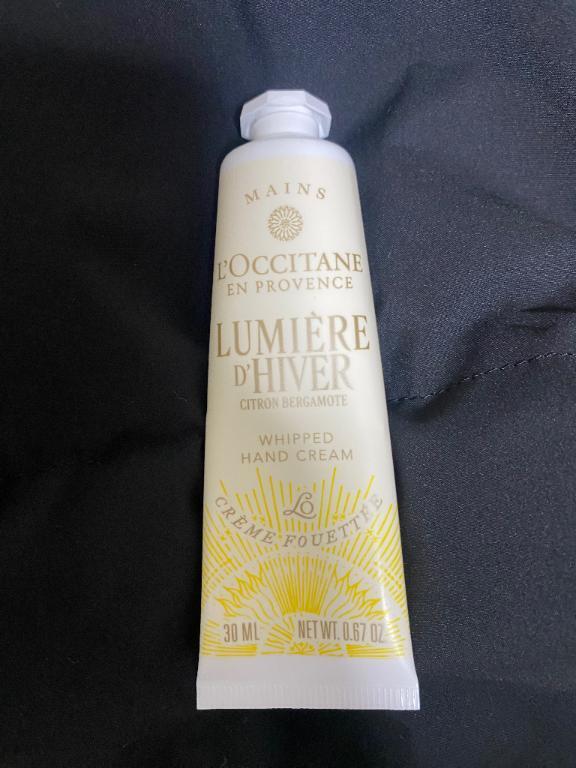 MAINS
L'OCCITANE
EN PROVENCE
LUMIÈRE
D'HIVER
CITRON BERGAMOTE
WHIPPED
HAND CREAM
LÒ
CRÈME FOUETTÉE
30 ML NET WT. 0.67 OZ